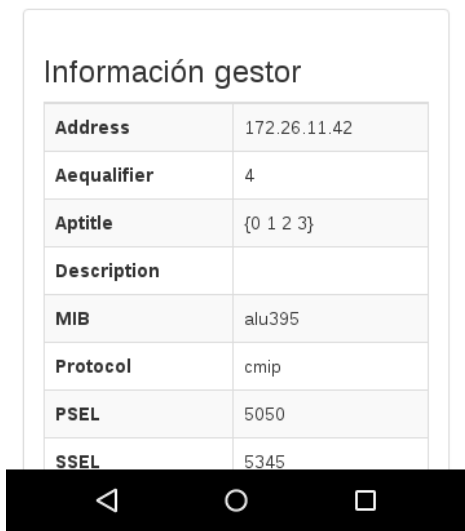 Información gestor
Address 172.26.11.42
Aequalifier 4
Aptitle {0 1 2 3}
Description
MIB alu395
Protocol cmip
PSEL 5050
SSEL 5345